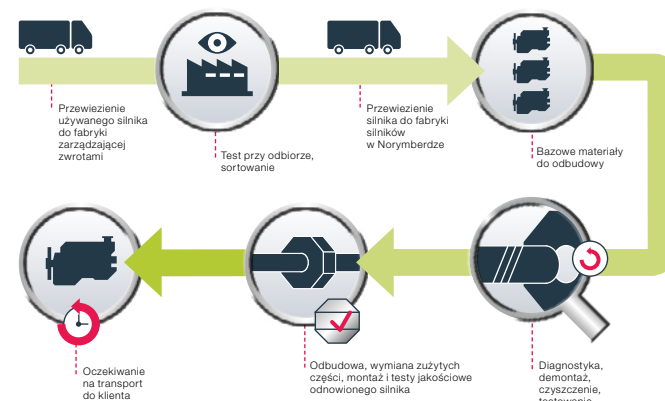 Przewiezienie
używanego silnika
do fabryki
zarządzającej
zwrotami
Test przy odbiorze,
sortowanie
Przewiezienie
silnika do fabryki
silników
w Norymberdze
Bazowe materiały
do odbudowy
Oczekiwanie
na transport
do klienta
Odbudowa, wymiana zużytych
części, montaż i testy jakościowe
odnowionego silnika
Diagnostyka,
demontaż,
czyszczenie,
testowanie